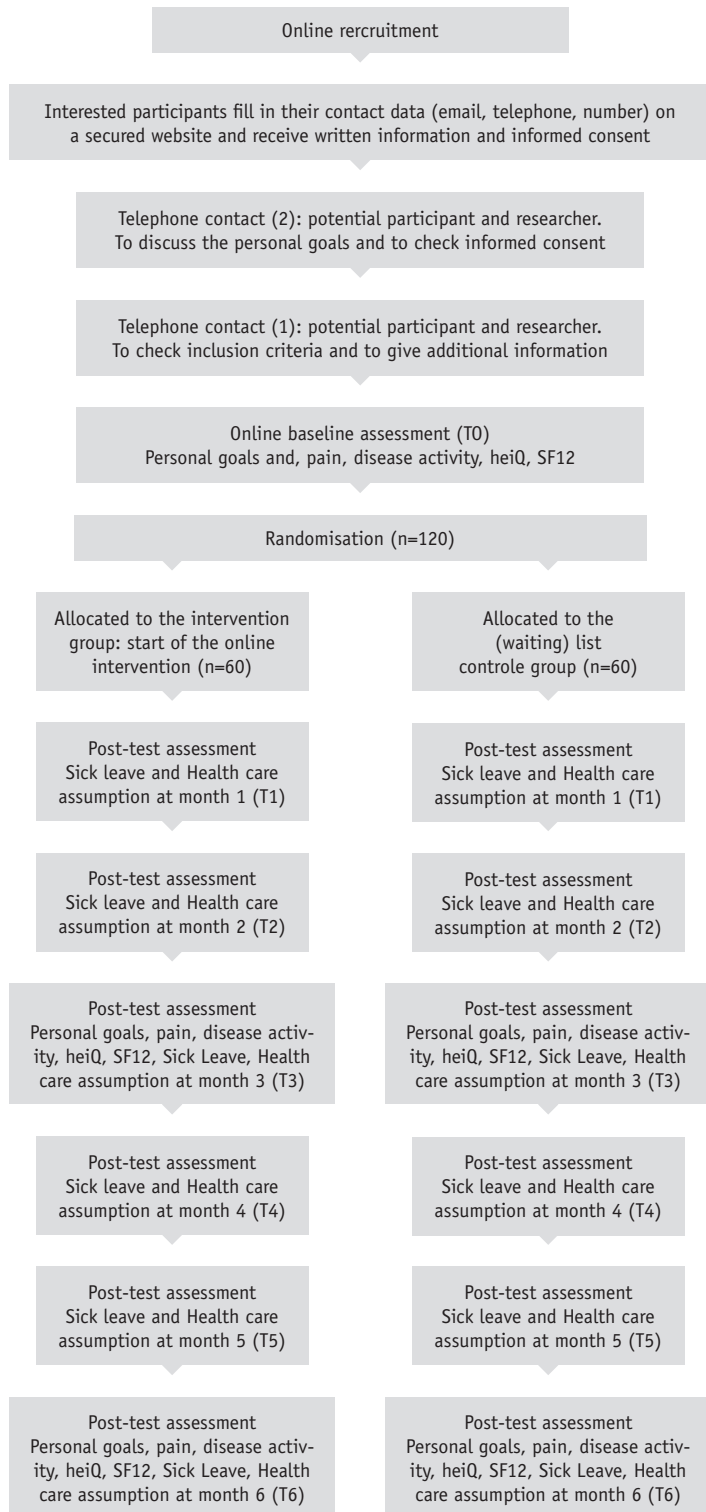 Online rercruitment
Interested participants fill in their contact data (email, telephone, number) on
a secured website and receive written information and informed consent
Telephone contact (2): potential participant and researcher.
To discuss the personal goals and to check informed consent
Telephone contact (1): potential participant and researcher.
To check inclusion criteria and to give additional information
Online baseline assessment (T0)
Personal goals and, pain, disease activity, heiQ, SF12
Randomisation (n=120)
Allocated to the intervention
group: start of the online
intervention (n=60)
Allocated to the
(waiting) list
controle group (n=60)
Post-test assessment
Sick leave and Health care
assumption at month 1 (T1)
Post-test assessment
Sick leave and Health care
assumption at month 1 (T1)
Post-test assessment
Sick leave and Health care
assumption at month 2 (T2)
Post-test assessment
Sick leave and Health care
assumption at month 2 (T2)
Post-test assessment
Personal goals, pain, disease activ-
ity, heiQ, SF12, Sick Leave, Health
care assumption at month 3 (T3)
Post-test assessment
Personal goals, pain, disease activ-
ity, heiQ, SF12, Sick Leave, Health
care assumption at month 3 (T3)
Post-test assessment
Sick leave and Health care
assumption at month 4 (T4)
Post-test assessment
Sick leave and Health care
assumption at month 4 (T4)
Post-test assessment
Sick leave and Health care
assumption at month 5 (T5)
Post-test assessment
Sick leave and Health care
assumption at month 5 (T5)
Post-test assessment
Personal goals, pain, disease activ-
ity, heiQ, SF12, Sick Leave, Health
care assumption at month 6 (T6)
Post-test assessment
Personal goals, pain, disease activ-
ity, heiQ, SF12, Sick Leave, Health
care assumption at month 6 (T6)